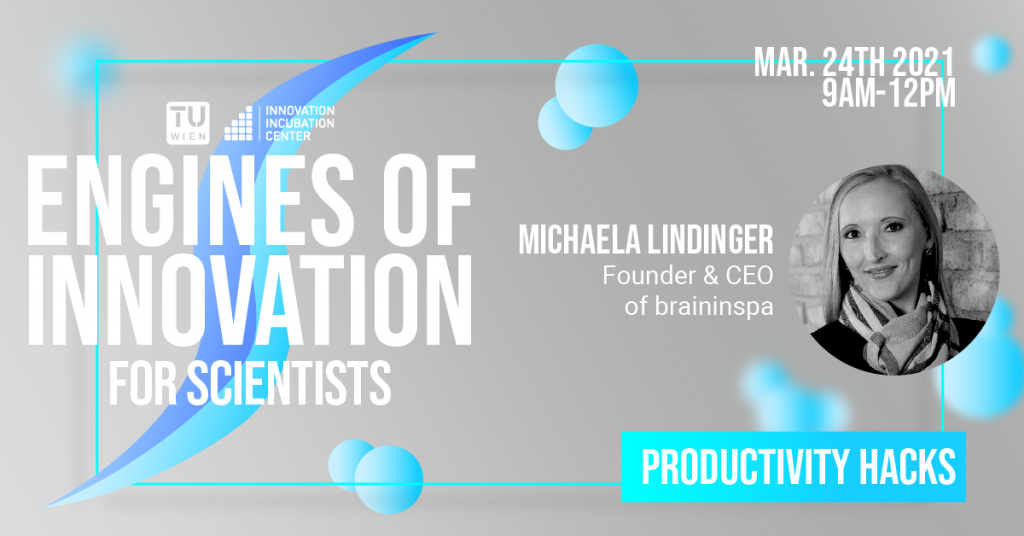 TU
WIEN
INNOVATION
INCUBATION
CENTER
ENGINES OF
INNOVATION
FOR SCIENTISTS
MAR. 24TH 2021
9AM-12PM
MICHAELA LINDINGER
Founder & CEO
of braininspa
PRODUCTIVITY HACKS